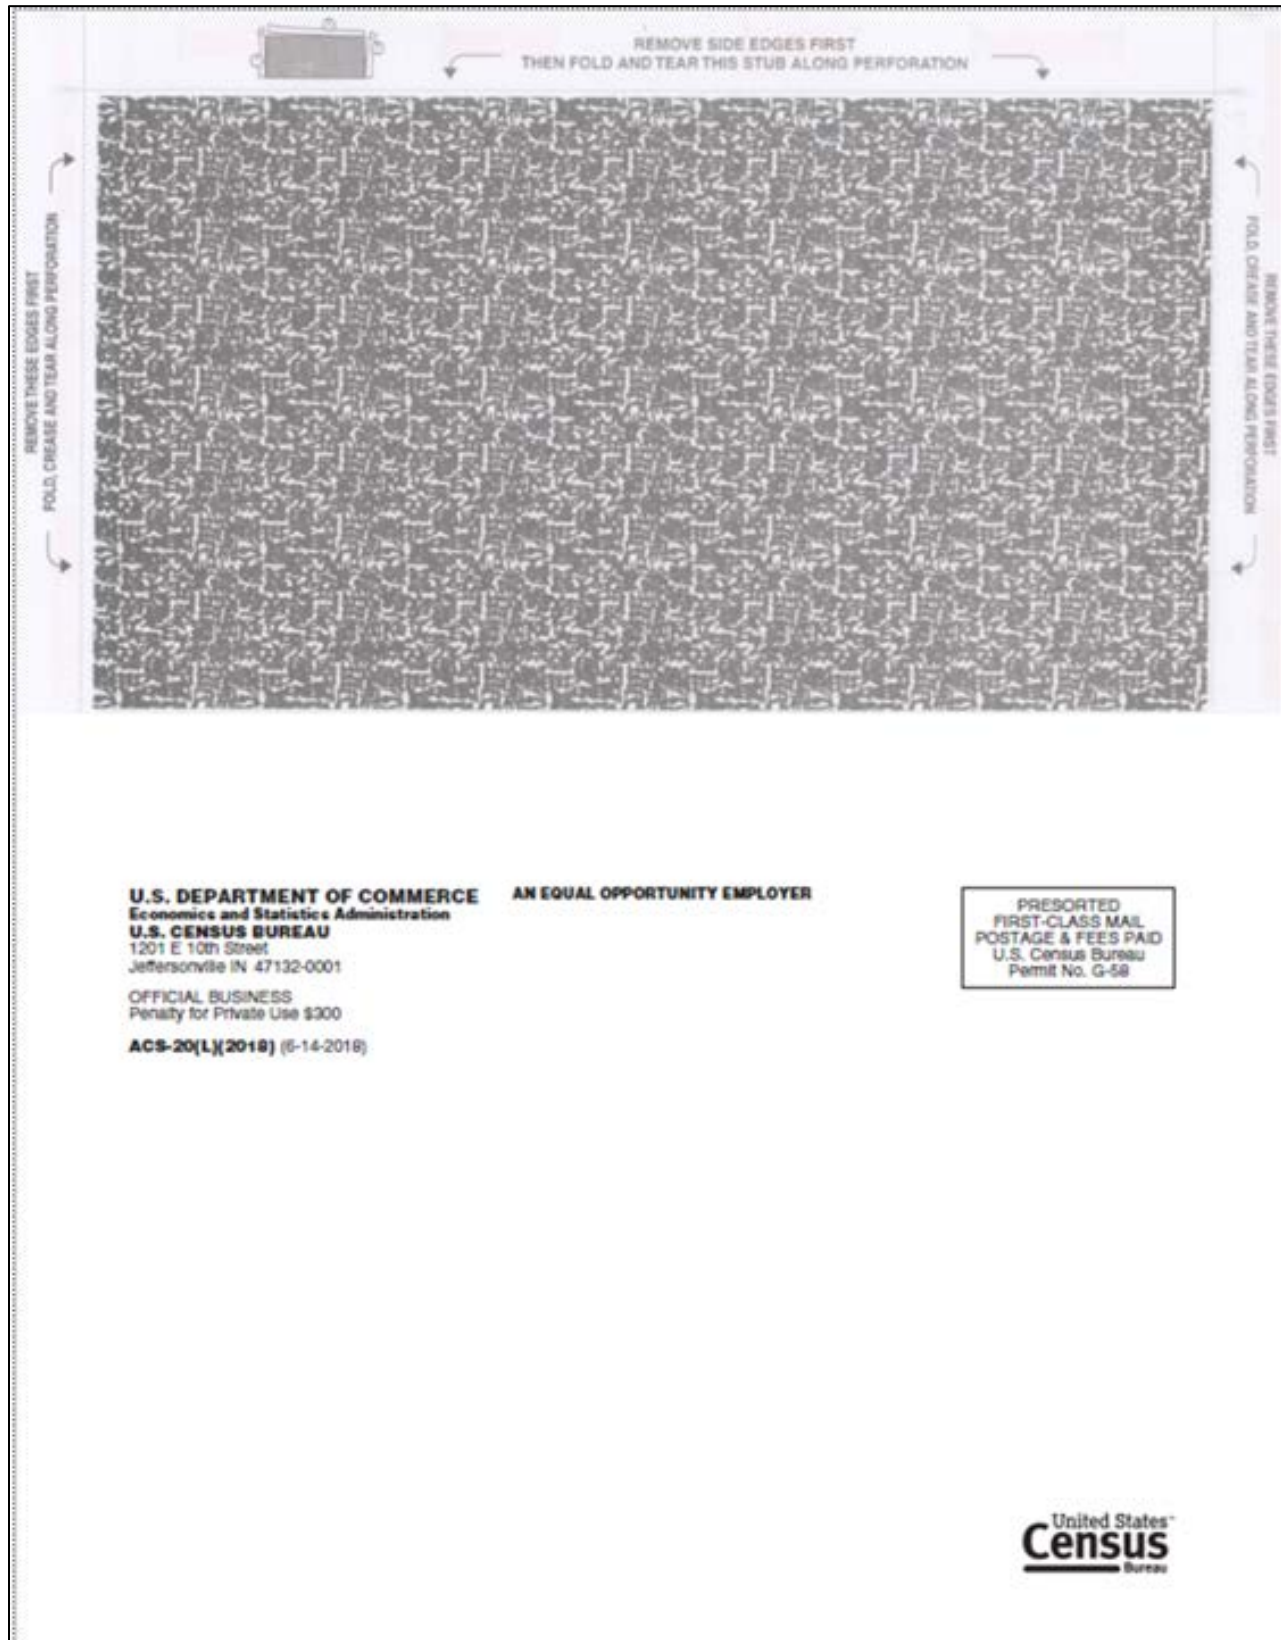 REMOVE SIDE EDGES FIRST
THEN FOLD AND TEAR THIS STUB ALONG PERFORATION
REMOVE THESE EDGES FIRST
FOLD, CREASE AND TEAR ALONG PERFORATION
REMOVE THESE EDGES FIRST
FOLD, CREASE AND TEAR ALONG PERFORATION
U.S. DEPARTMENT OF COMMERCE
Economics and Statistics Administration
U.S. CENSUS BUREAU
1201 E 10th Street
Jeffersonville IN 47132-0001
OFFICIAL BUSINESS
Penalty for Private Use $300
ACS-20(L)(2018) (6-14-2018)
AN EQUAL OPPORTUNITY EMPLOYER
PRESORTED
FIRST-CLASS MAIL
POSTAGE & FEES PAID
U.S. Census Bureau
Permit No. G-58
United States™
Census
Bureau